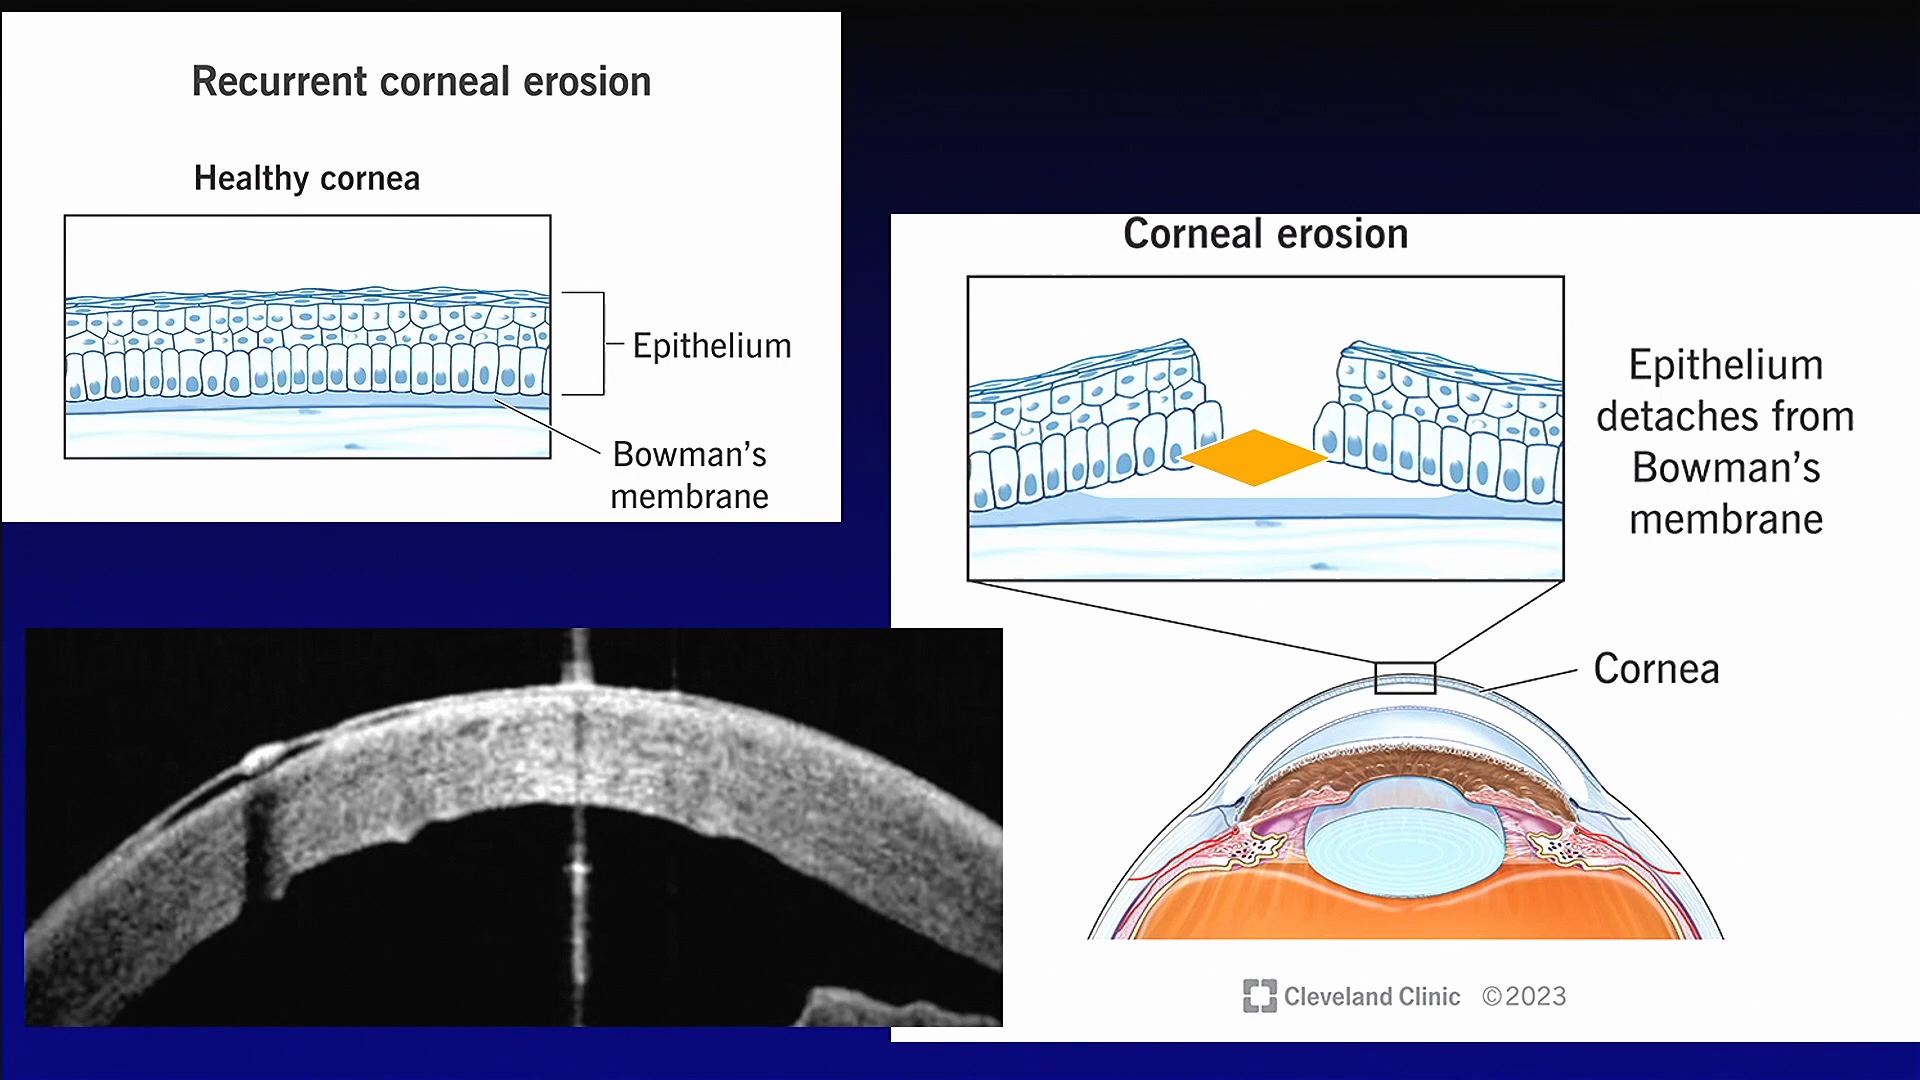 Recurrent corneal erosion
Healthy cornea
Epithelium
Bowman’s
membrane
Corneal erosion
Epithelium
detaches from
Bowman’s
membrane
Cornea
Cleveland Clinic ©2023